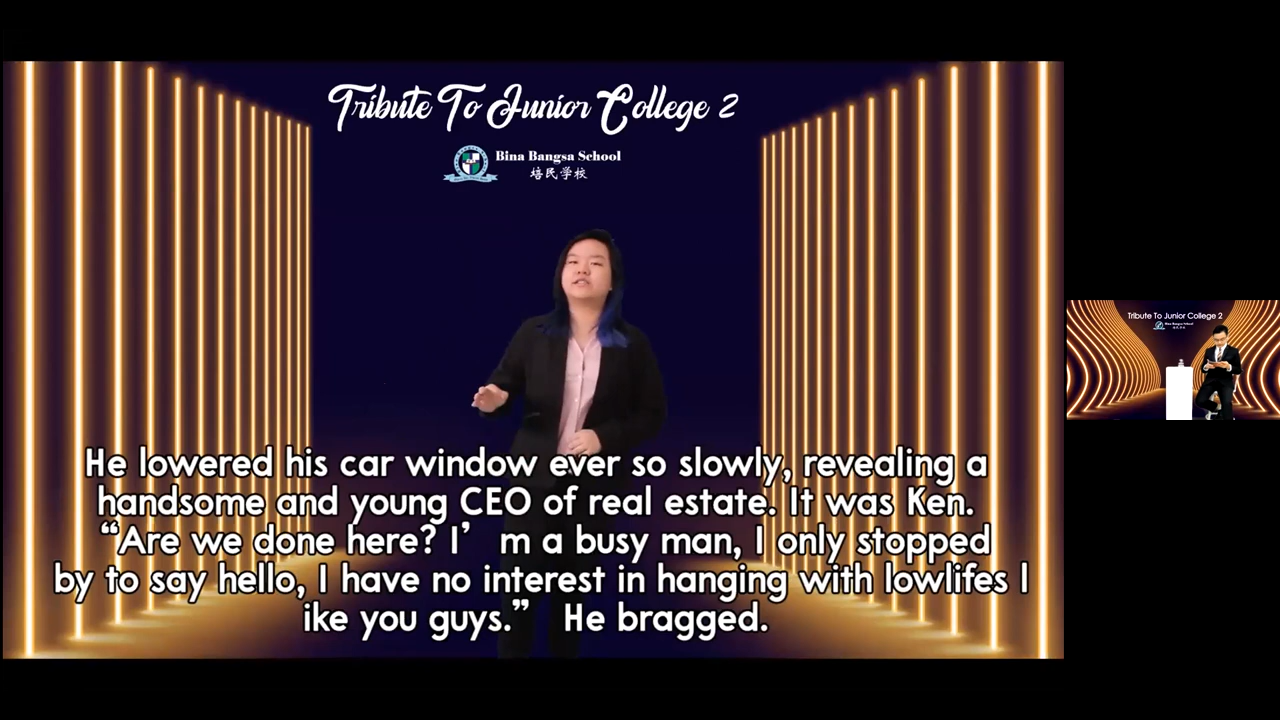 Tribute To Junior College 2
Bina Bangsa School
培民学校
He lowered his car window ever so slowly, revealing a
handsome and young CEO of real estate. It was Ken.
“Are we done here? I’ m a busy man, I only stopped
by to say hello, I have no interest in hanging with lowlifes l
ike you guys.” He bragged.
Tribute To Junior College 2
Bina Bangsa School